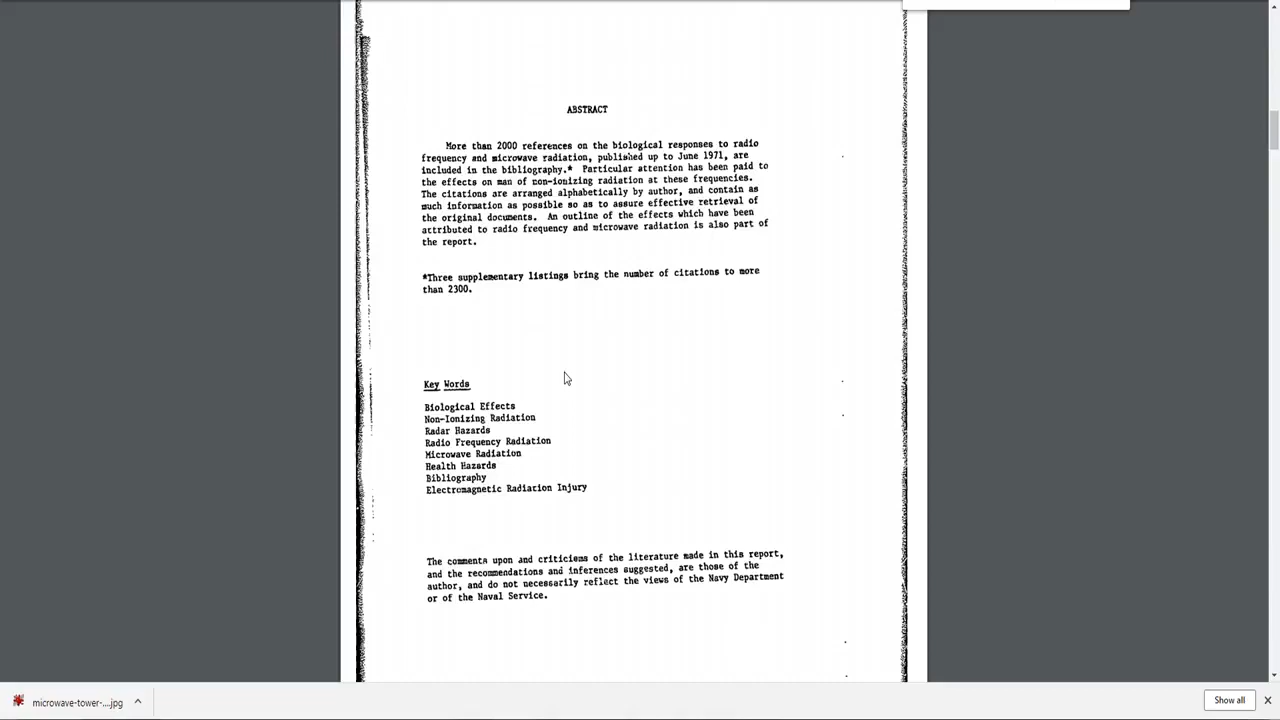 ABSTRACT
More than 2000 references on the biological responses to radio
frequency and microwave radiation, published up to June 1971, are
included in the bibliography.* Particular attention has been paid to
the effects on man of non-ionizing radiation at these frequencies.
The citations are arranged alphabetically by author, and contain as
much information as possible so as to assure effective retrieval of
the original documents. An outline of the effects which have been
attributed to radio frequency and microwave radiation is also part of
the report.
*Three supplementary listings bring the number of citations to more
than 2300.
Key Words
Biological Effects
Non-Ionizing Radiation
Radar Hazards
Radio Frequency Radiation
Microwave Radiation
Health Hazards
Bibliography
Electromagnetic Radiation Injury
The comments upon and criticisms of the literature made in this report,
and the recommendations and inferences suggested, are those of the
author, and do not necessarily reflect the views of the Navy Department
or of the Naval Service.
microwave-tower-....jpg
Show all